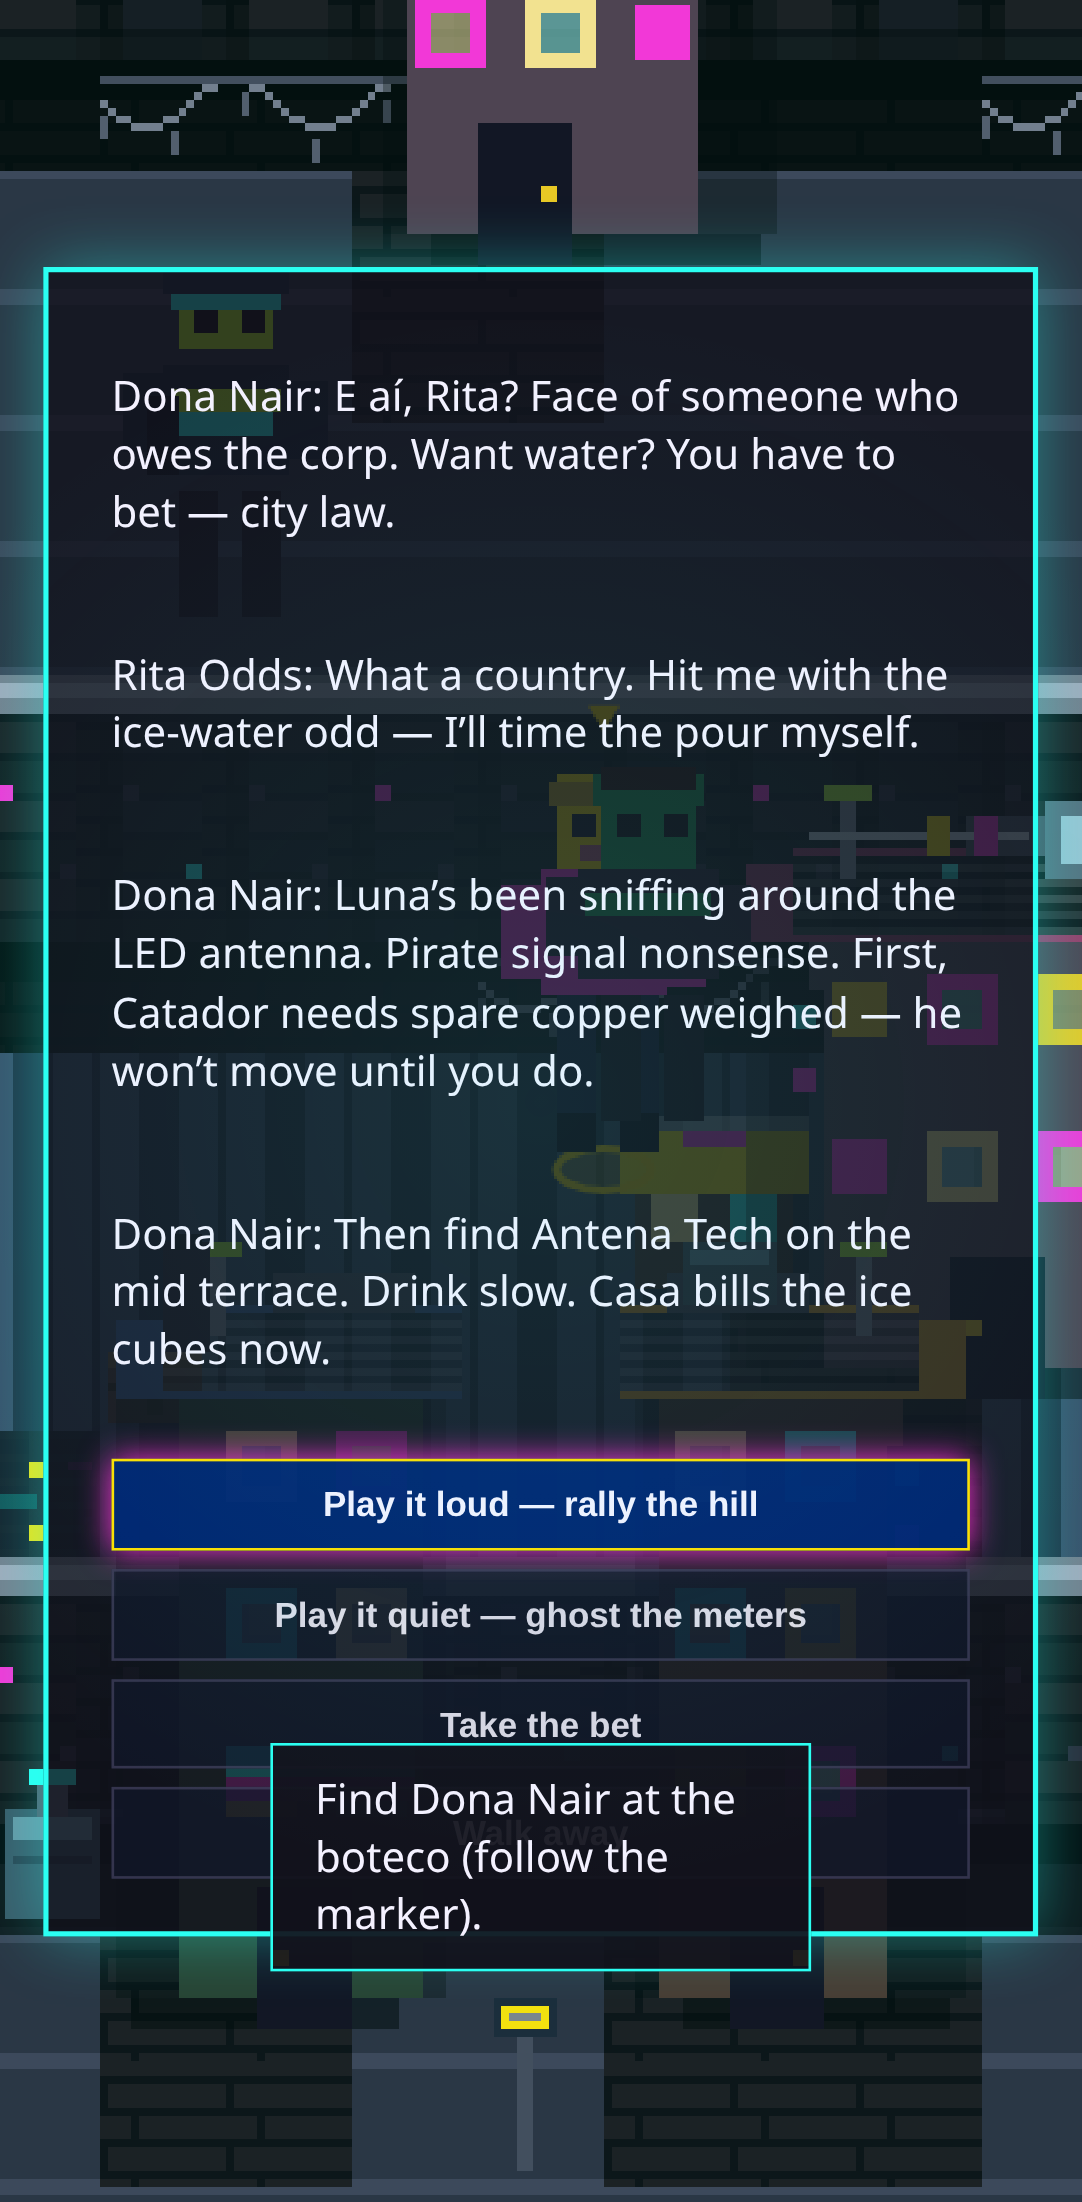 Dona Nair: E aí, Rita? Face of someone who
owes the corp. Want water? You have to
bet — city law.
Rita Odds: What a country. Hit me with the
ice-water odd — I’ll time the pour myself.
Dona Nair: Luna’s been sniffing around the
LED antenna. Pirate signal nonsense. First,
Catador needs spare copper weighed — he
won’t move until you do.
Dona Nair: Then find Antena Tech on the
mid terrace. Drink slow. Casa bills the ice
cubes now.
Play it loud — rally the hill
Play it quiet — ghost the meters
Take the bet
Walk away
Find Dona Nair at the
boteco (follow the
marker).